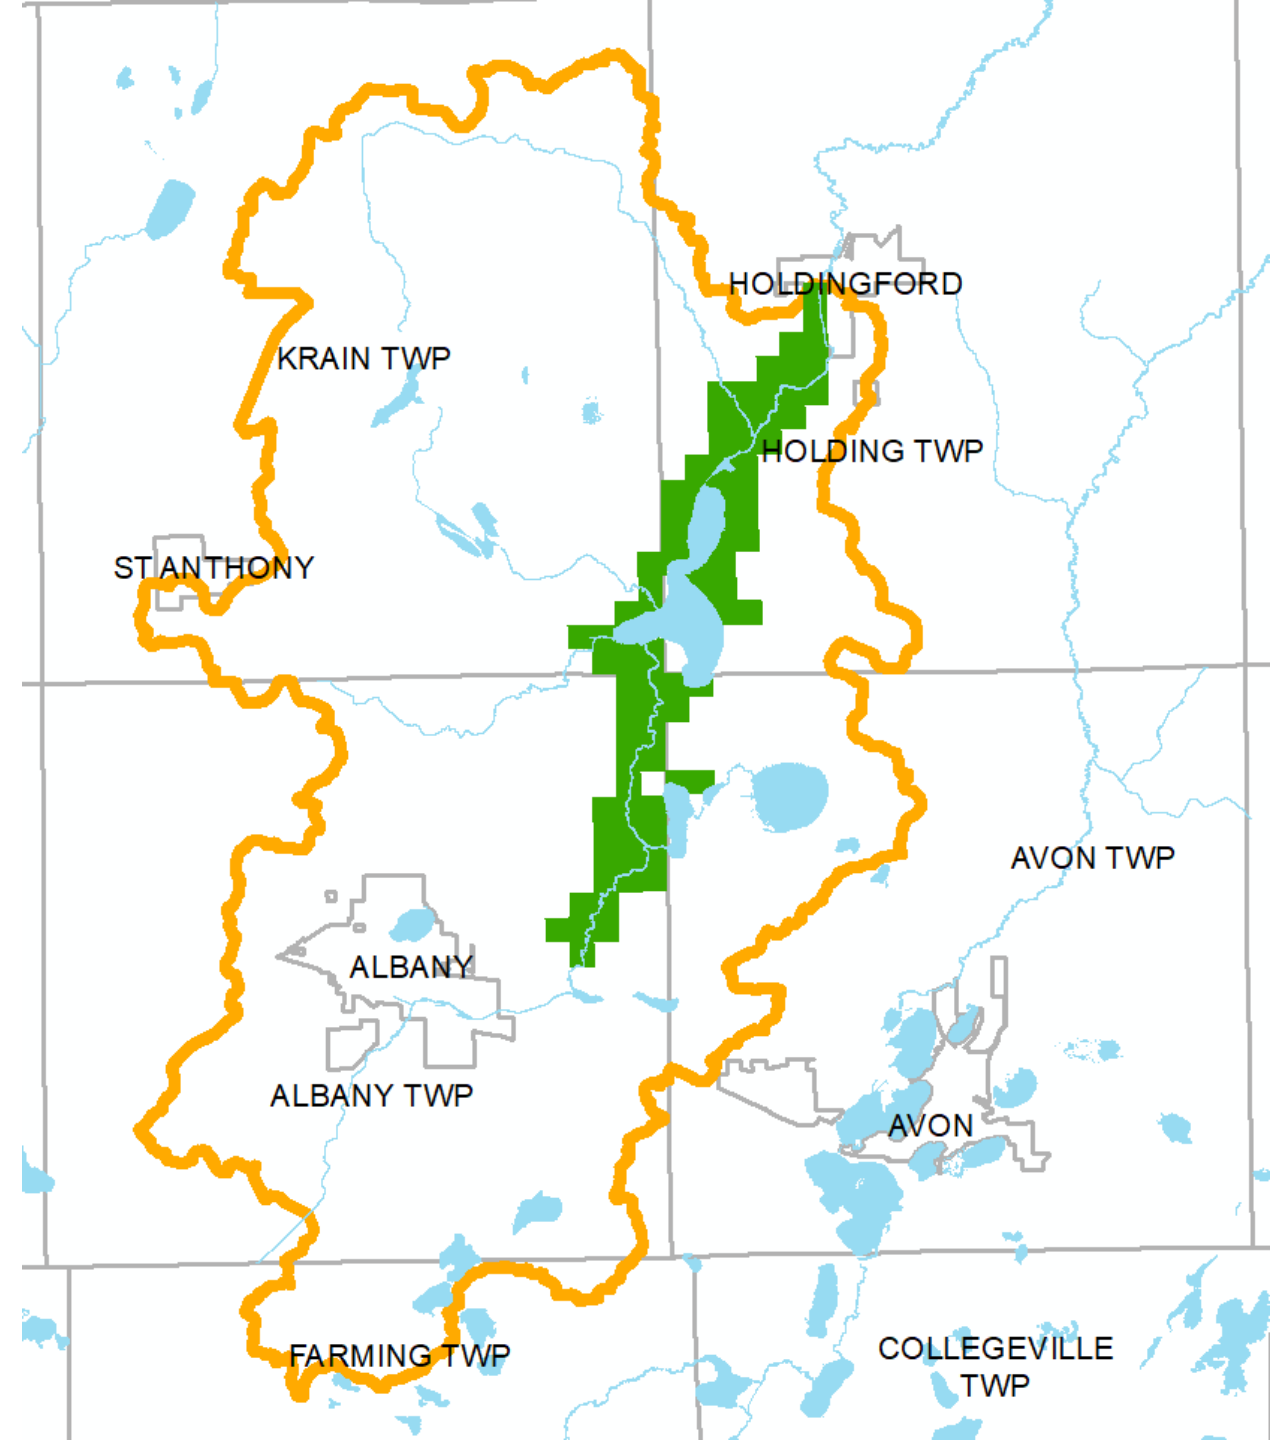 HOLDINGFORD
KRAIN TWP
HOLDING TWP
ST ANTHONY
AVON TWP
ALBANY
ALBANY TWP
AVON
FARMING TWP
COLLEGEVILLE
TWP